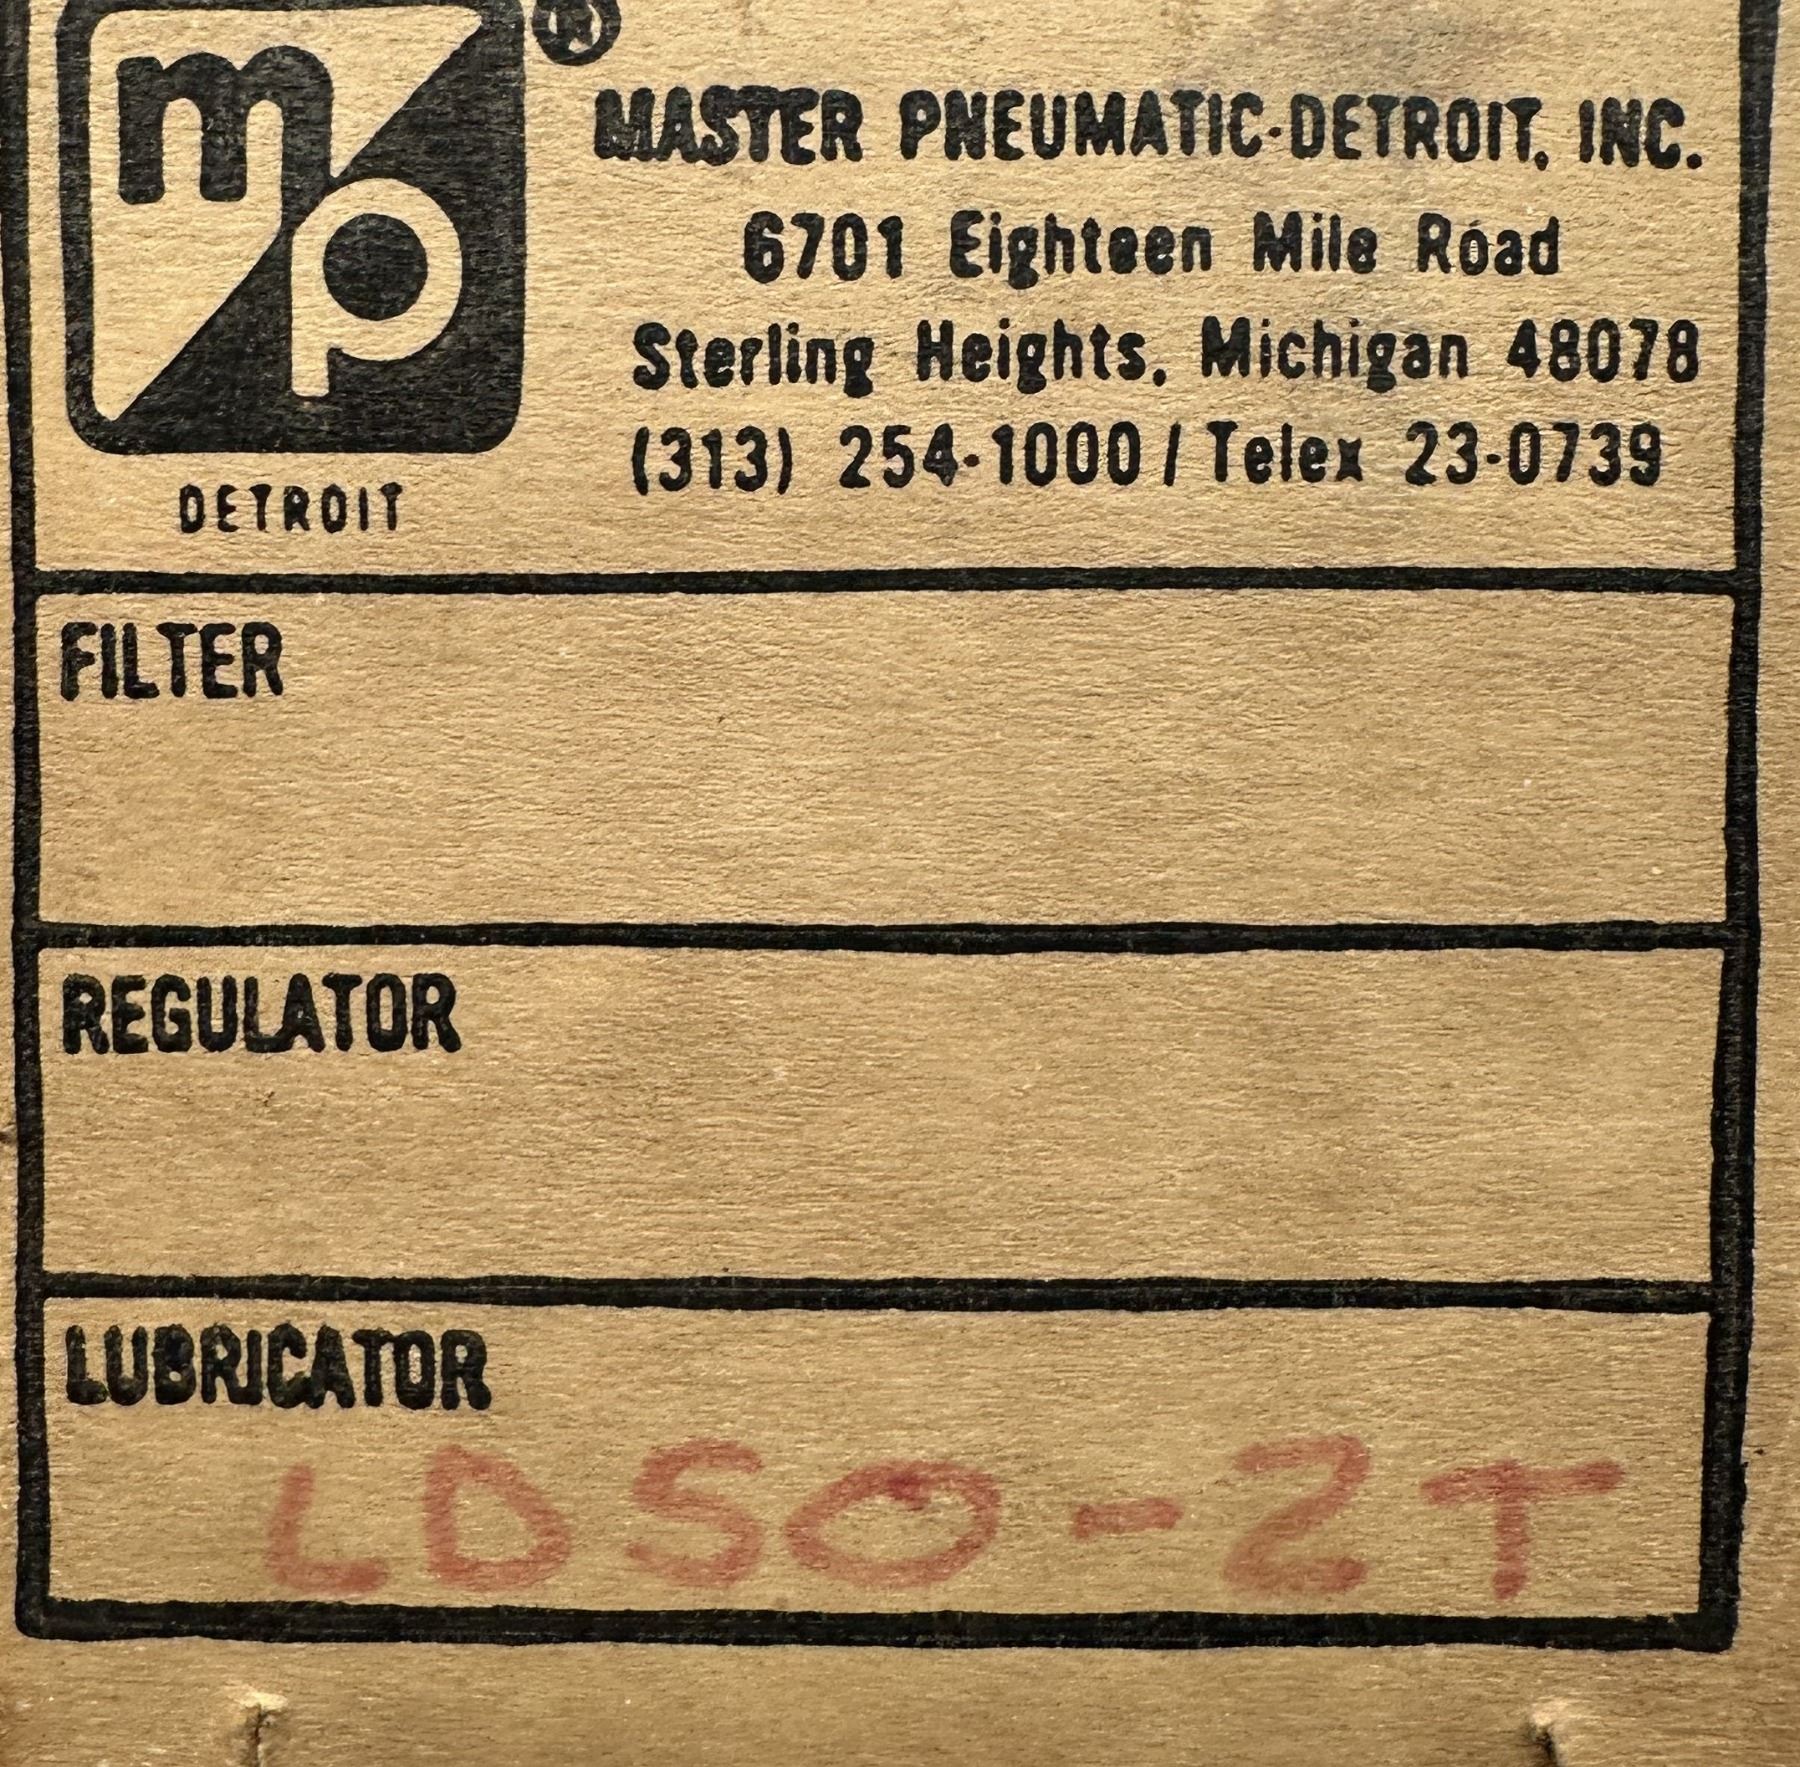 mp ®
MASTER PNEUMATIC-DETROIT, INC.
6701 Eighteen Mile Road
Sterling Heights, Michigan 48078
(313) 254-1000 / Telex 23-0739
DETROIT
FILTER
REGULATOR
LUBRICATOR
LDSO-2T